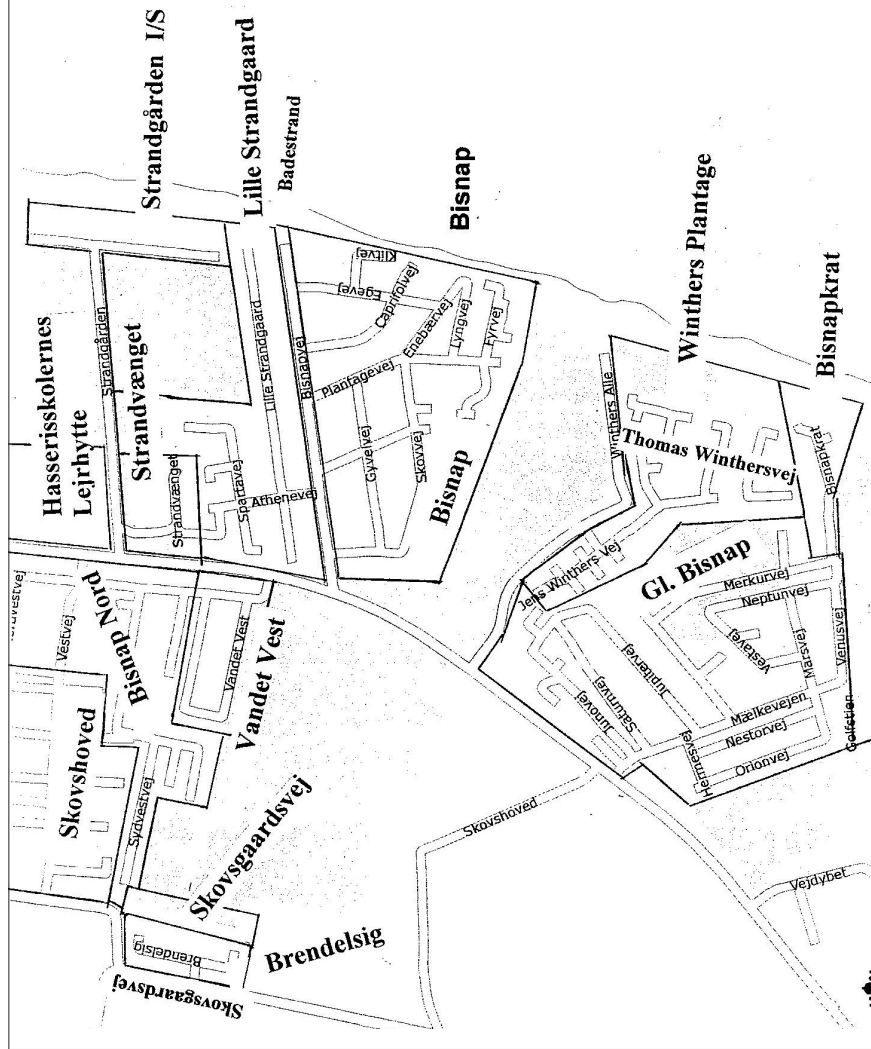 Hasserisskolernes
Lejrhytte
Strandgården I/S
Lille Strandgaard
Badestrand
Strandgården
Strandvænget
Strandvænget
Spartavej
Athenevej
Lille Strandgaard
Bisnapvej
Bisnap
Klitvej
Egevej
Caprifolvej
Enebærvej
Lyngvej
Fyrvej
Plantagevej
Gyvelvej
Skovvej
Bisnap
Vestvej
Bisnap Nord
Skovshoved
Vandet Vest
Vandet Vest
Sydvestvej
Skovsgaardsvej
Brendelsig
Brendelsig
Skovsgaardsvej
Skovshoved
Winthers Plantage
Winthers Alle
Thomas Winthersvej
Bisnapkrat
Bisnapkrat
Jens Winthers Vej
Gl. Bisnap
Merkurvej
Neptunvej
Vestavej
Marsvej
Venusvej
Jupitervej
Saturnvej
Junovej
Mælkevejen
Nestorvej
Hermesvej
Orionvej
Golfstien
Vejdybet